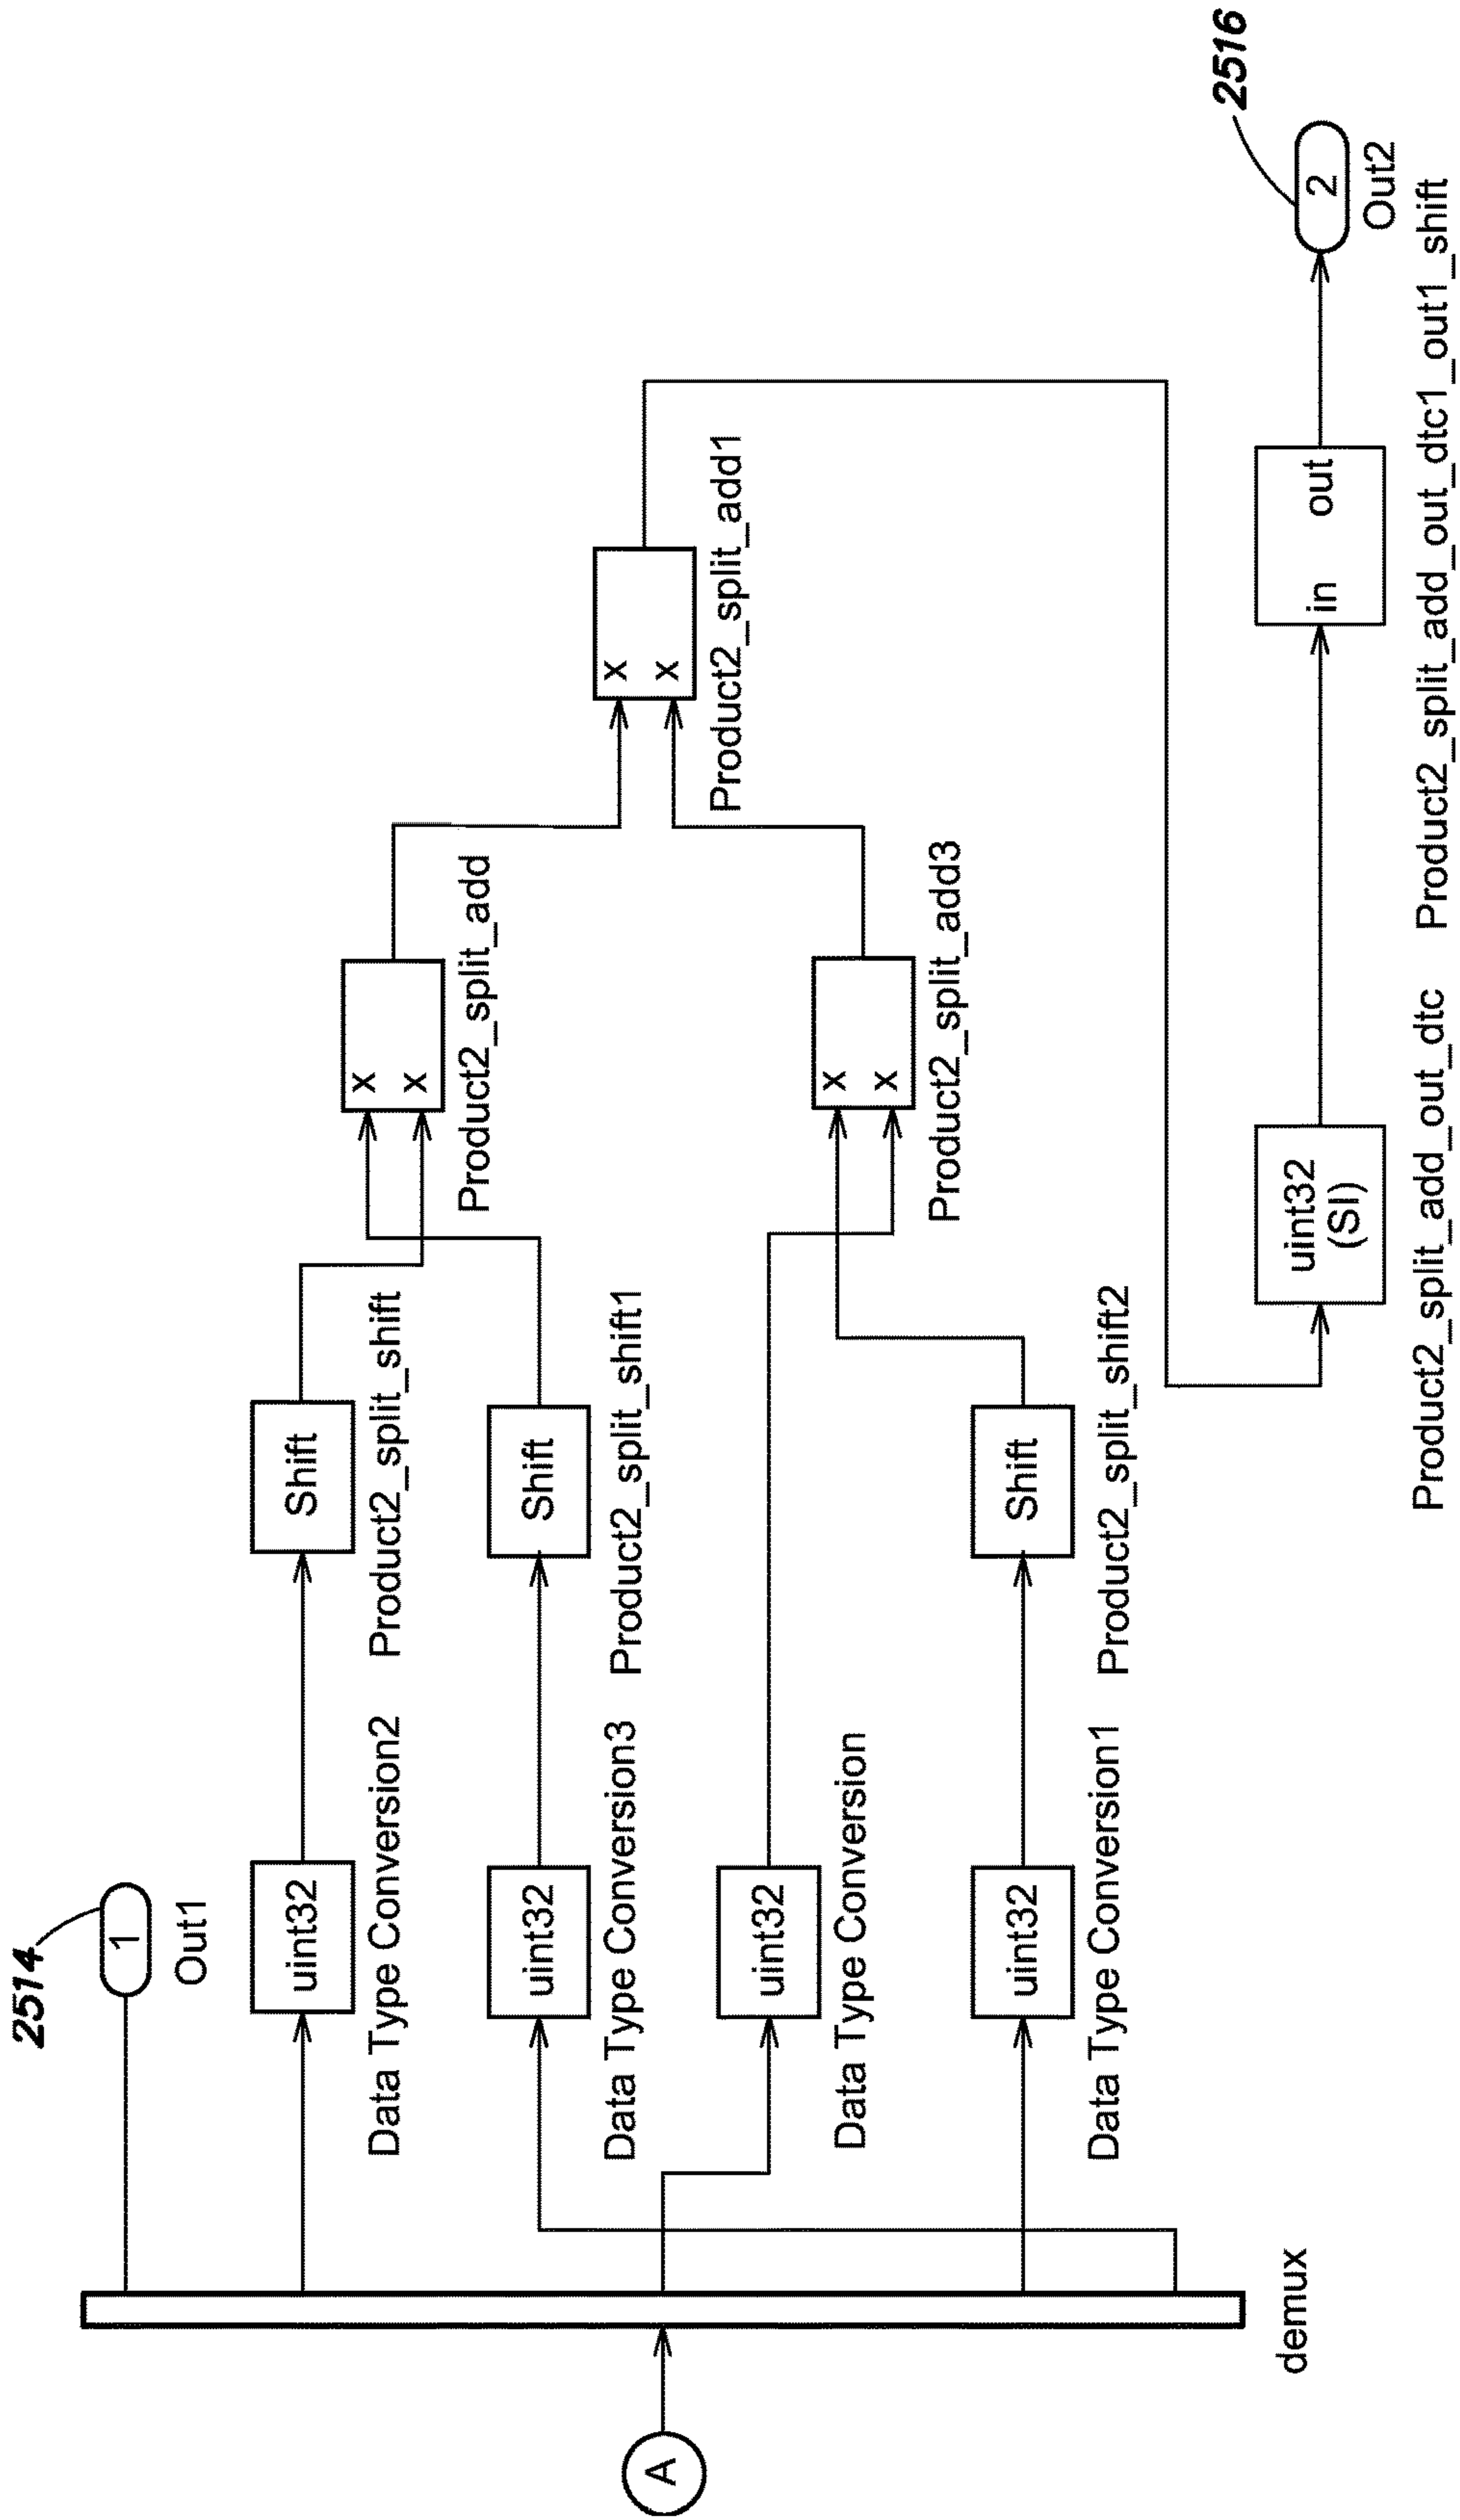 2514
1
Out1
uint32
Data Type Conversion2
Shift
Product2_split_shift
uint32
Data Type Conversion3
Shift
Product2_split_shift1
x
x
Product2_split_add
A
demux
uint32
Data Type Conversion
x
x
Product2_split_add3
x
x
Product2_split_add1
uint32
Data Type Conversion1
Shift
Product2_split_shift2
uint32
(SI)
Product2_split_add_out_dtc
in out
Product2_split_add_out_dtc1_out1_shift
2516
2
Out2